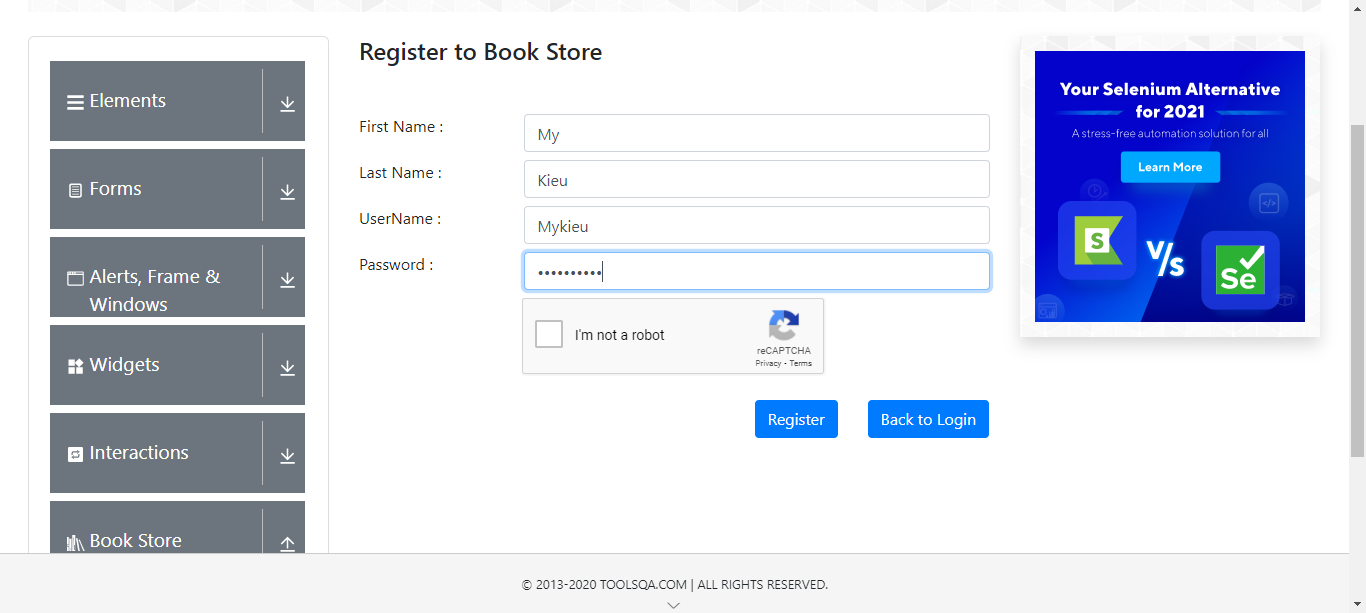 Elements
Forms
Alerts, Frame &
Windows
Widgets
Interactions
Book Store
Register to Book Store
First Name :
My
Last Name :
Kieu
UserName :
Mykieu
Password :
••••••••••
I'm not a robot
reCAPTCHA
Privacy - Terms
Register
Back to Login
Your Selenium Alternative
for 2021
A stress-free automation solution for all
Learn More
S
V/s
Se
© 2013-2020 TOOLSQA.COM | ALL RIGHTS RESERVED.